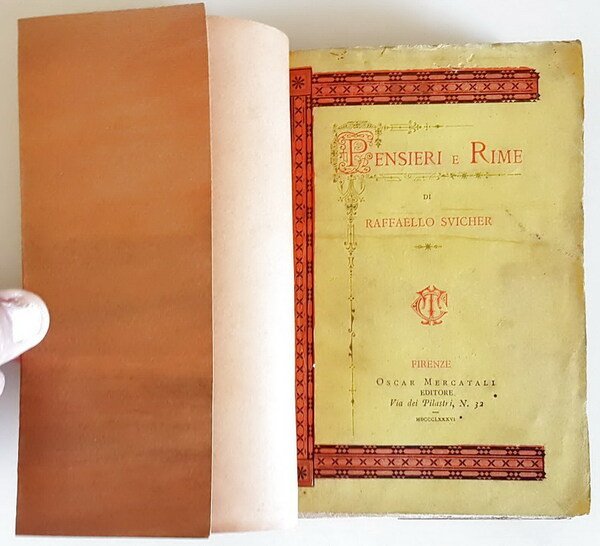 PENSIERI E RIME
DI
RAFFAELLO SVICHER
FIRENZE
OSCAR MERCATALI
EDITORE
Via dei Pilastri, N. 32
MDCCCLXXXVI